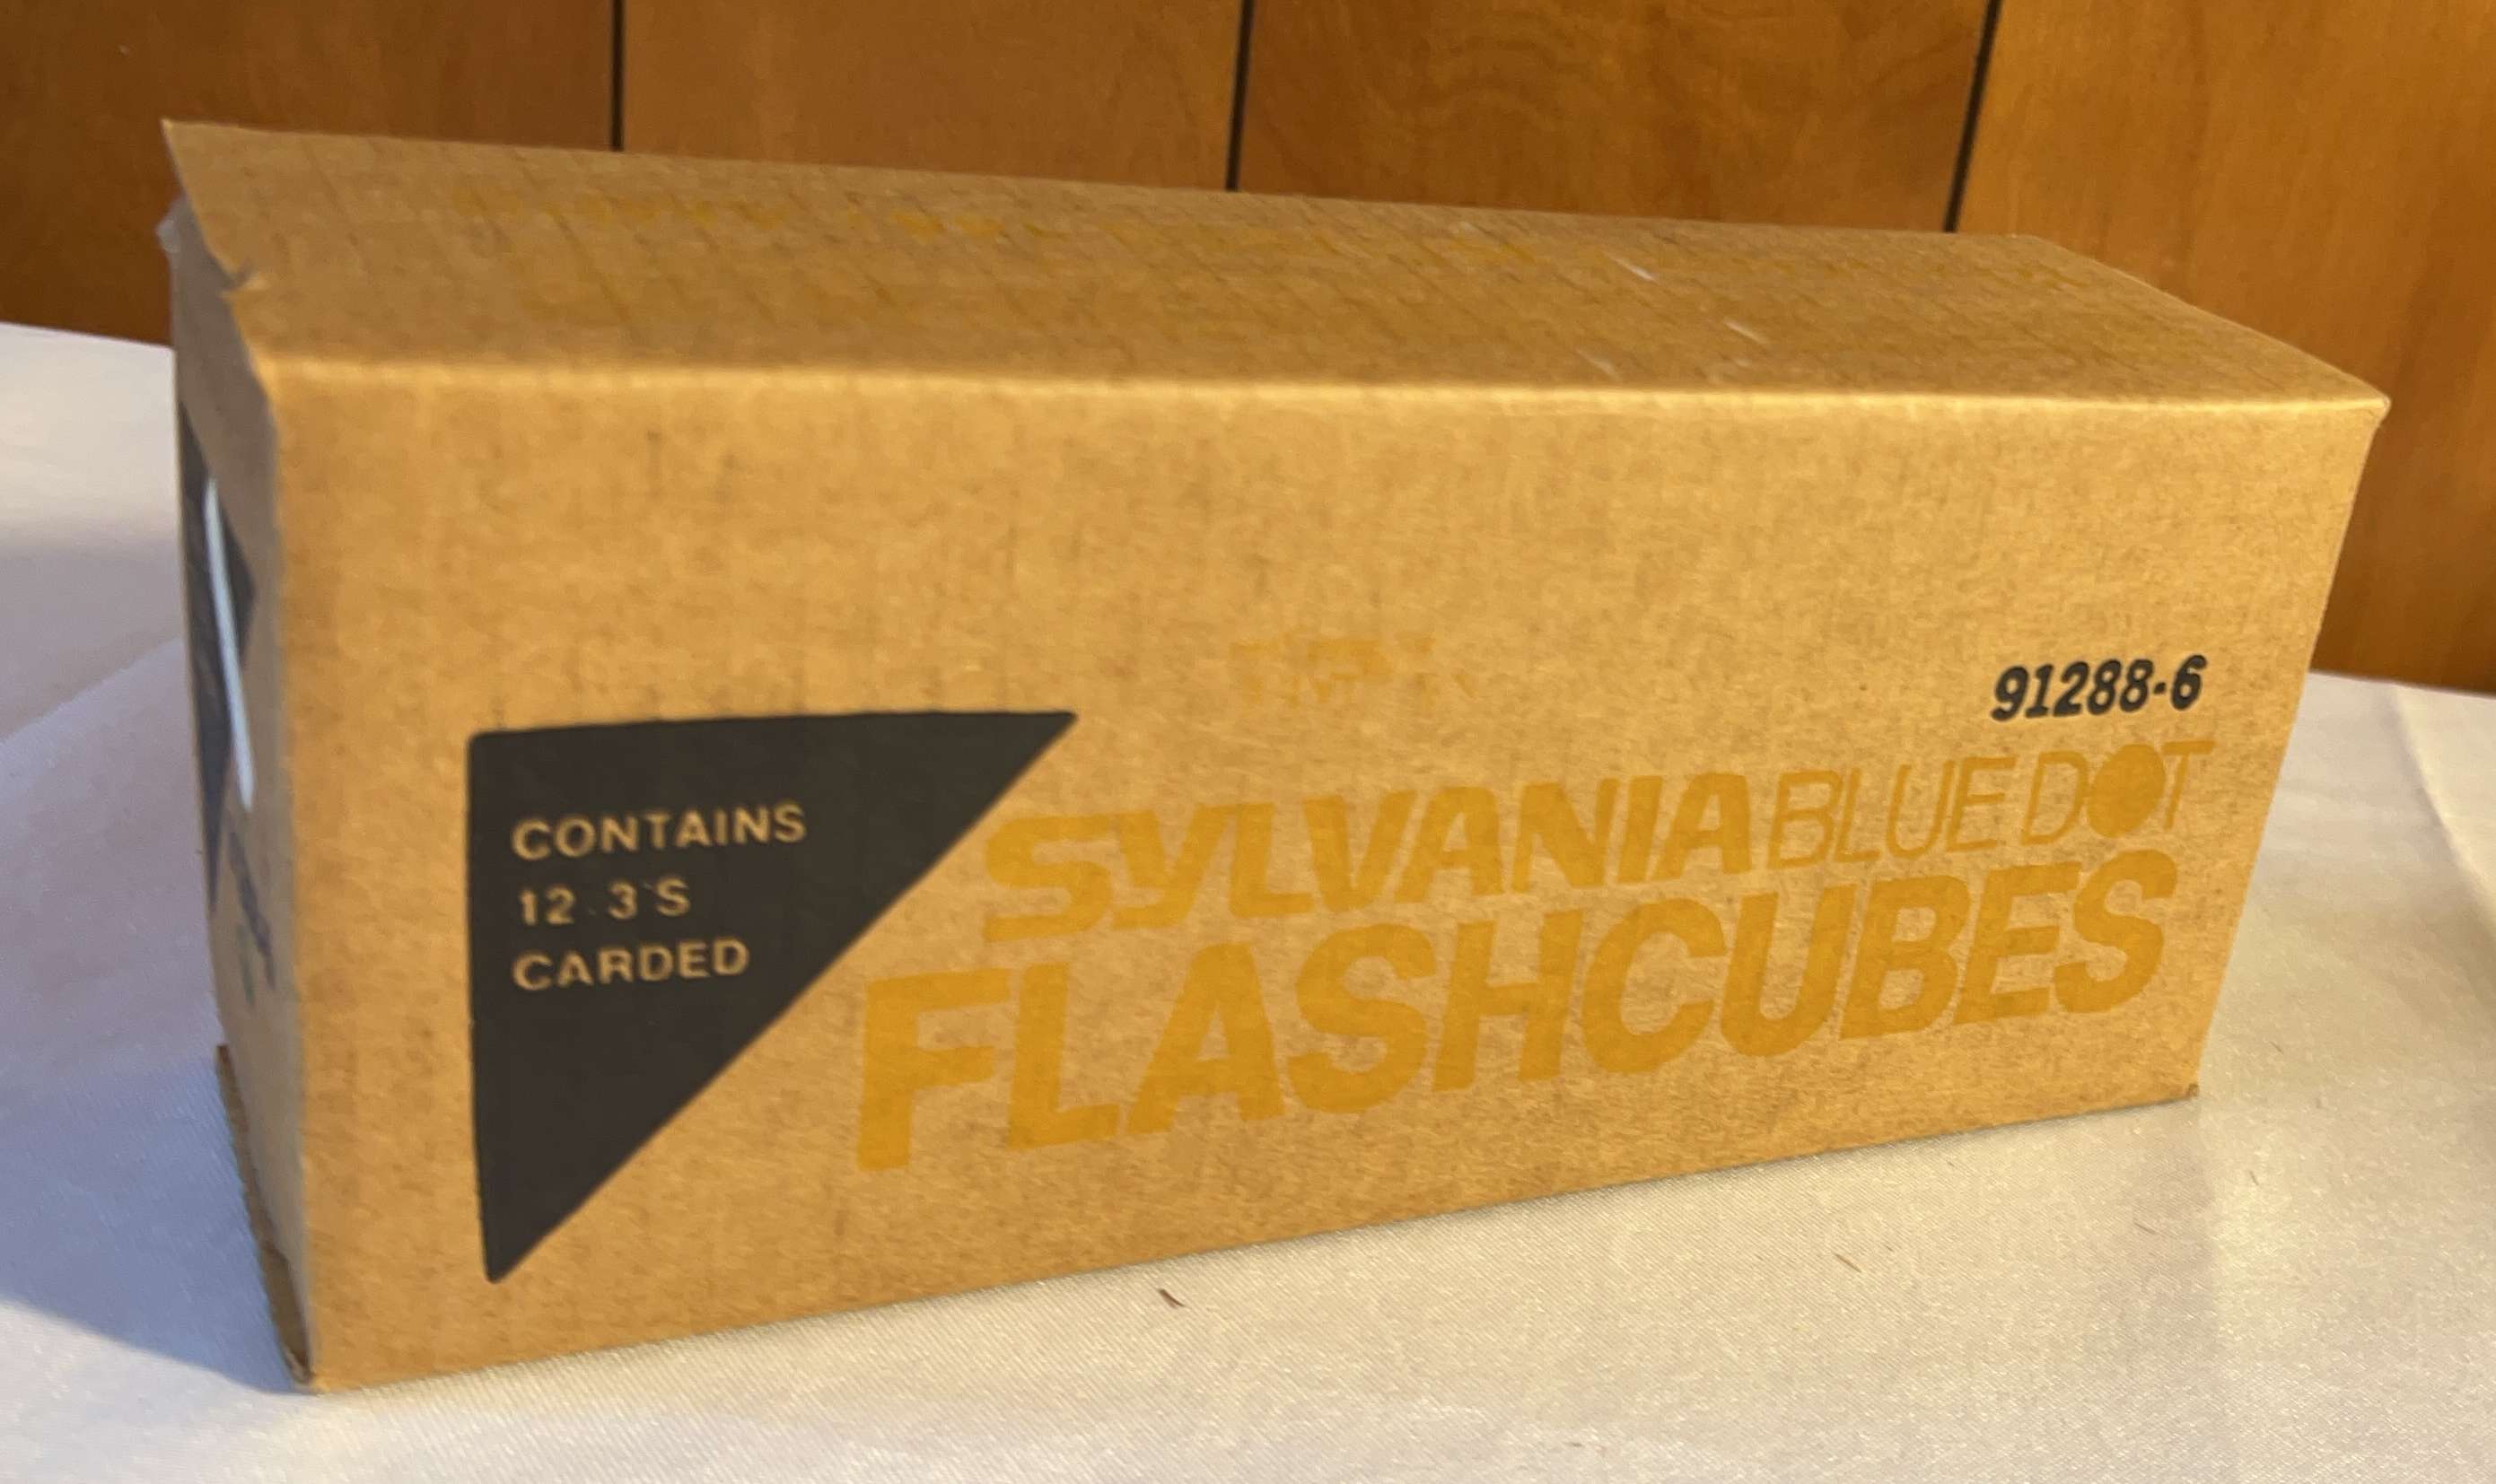 91288-6
CONTAINS
12 3'S
CARDED
SYLVANIA BLUE DOT
FLASHCUBES